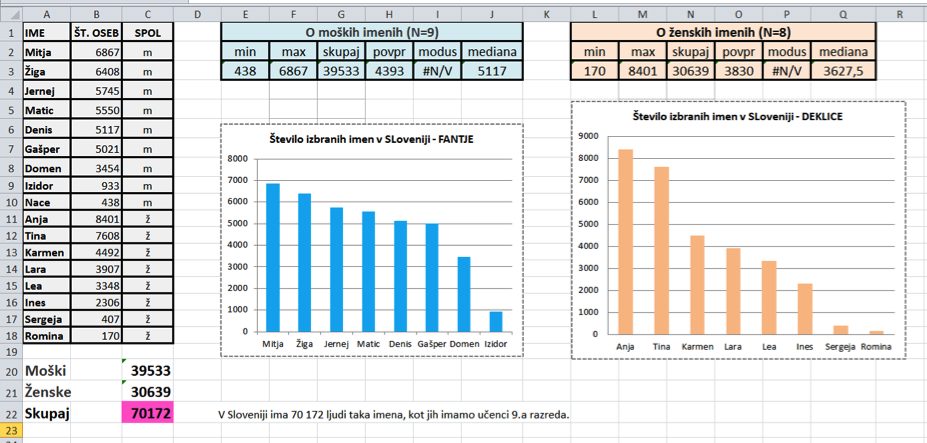 A B C D E F G H I J K L M N O P Q R
1 IME ŠT. OSEB SPOL O moških imenih (N=9) O ženskih imenih (N=8)
2 Mitja 6867 m min max skupaj povpr modus mediana min max skupaj povpr modus mediana
3 Žiga 6408 m 438 6867 39533 4393 #N/V 5117 170 8401 30639 3830 #N/V 3627,5
4 Jernej 5745 m
5 Matic 5550 m
6 Denis 5117 m
7 Gašper 5021 m
8 Domen 3454 m
9 Izidor 933 m
10 Nace 438 m
11 Anja 8401 ž
12 Tina 7608 ž
13 Karmen 4492 ž
14 Lara 3907 ž
15 Lea 3348 ž
16 Ines 2306 ž
17 Sergeja 407 ž
18 Romina 170 ž
19
20 Moški 39533
21 Ženske 30639
22 Skupaj 70172 V Sloveniji ima 70 172 ljudi taka imena, kot jih imamo učenci 9.a razreda.
23
Število izbranih imen v SLoveniji - FANTJE
8000
7000
6000
5000
4000
3000
2000
1000
0
Mitja Žiga Jernej Matic Denis Gašper Domen Izidor
Število izbranih imen v SLoveniji - DEKLICE
9000
8000
7000
6000
5000
4000
3000
2000
1000
0
Anja Tina Karmen Lara Lea Ines Sergeja Romina